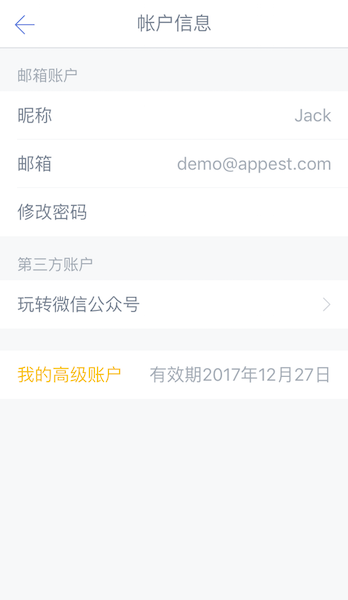 帐户信息
邮箱账户
昵称 Jack
邮箱 demo@appest.com
修改密码
第三方账户
玩转微信公众号
我的高级账户 有效期2017年12月27日